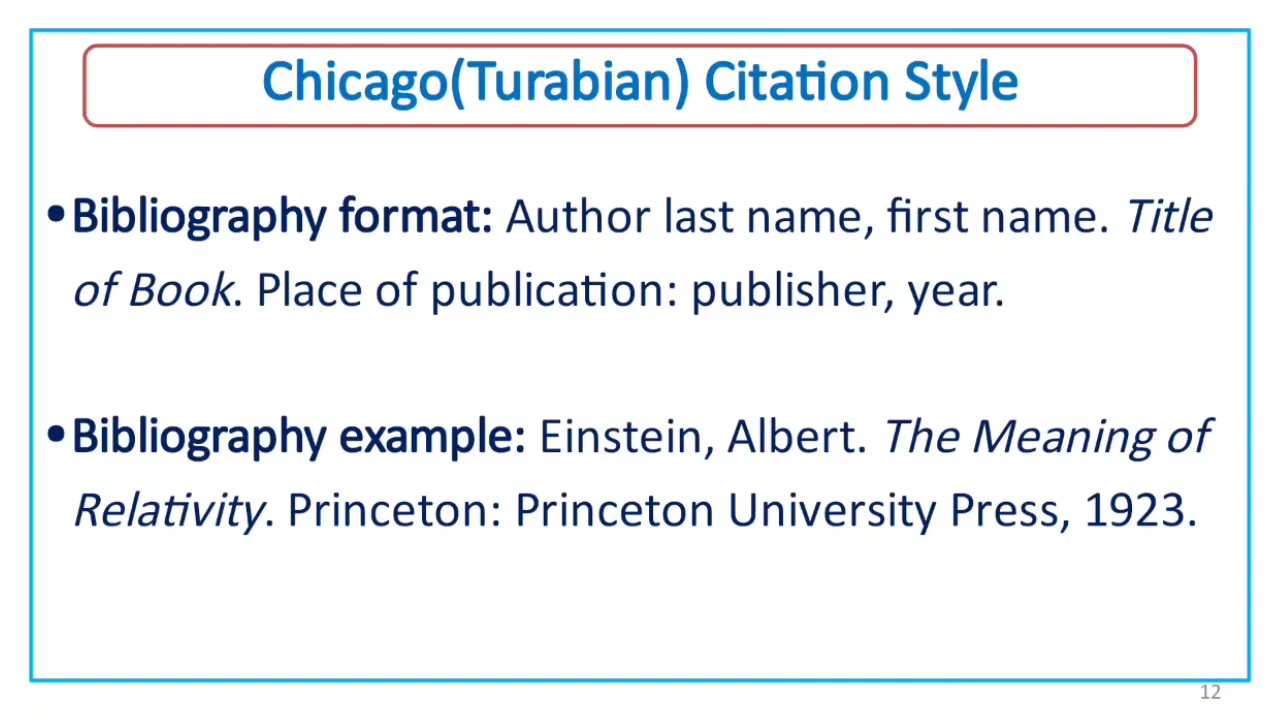 Chicago(Turabian) Citation Style
•Bibliography format: Author last name, first name. Title
of Book. Place of publication: publisher, year.
•Bibliography example: Einstein, Albert. The Meaning of
Relativity. Princeton: Princeton University Press, 1923.
12